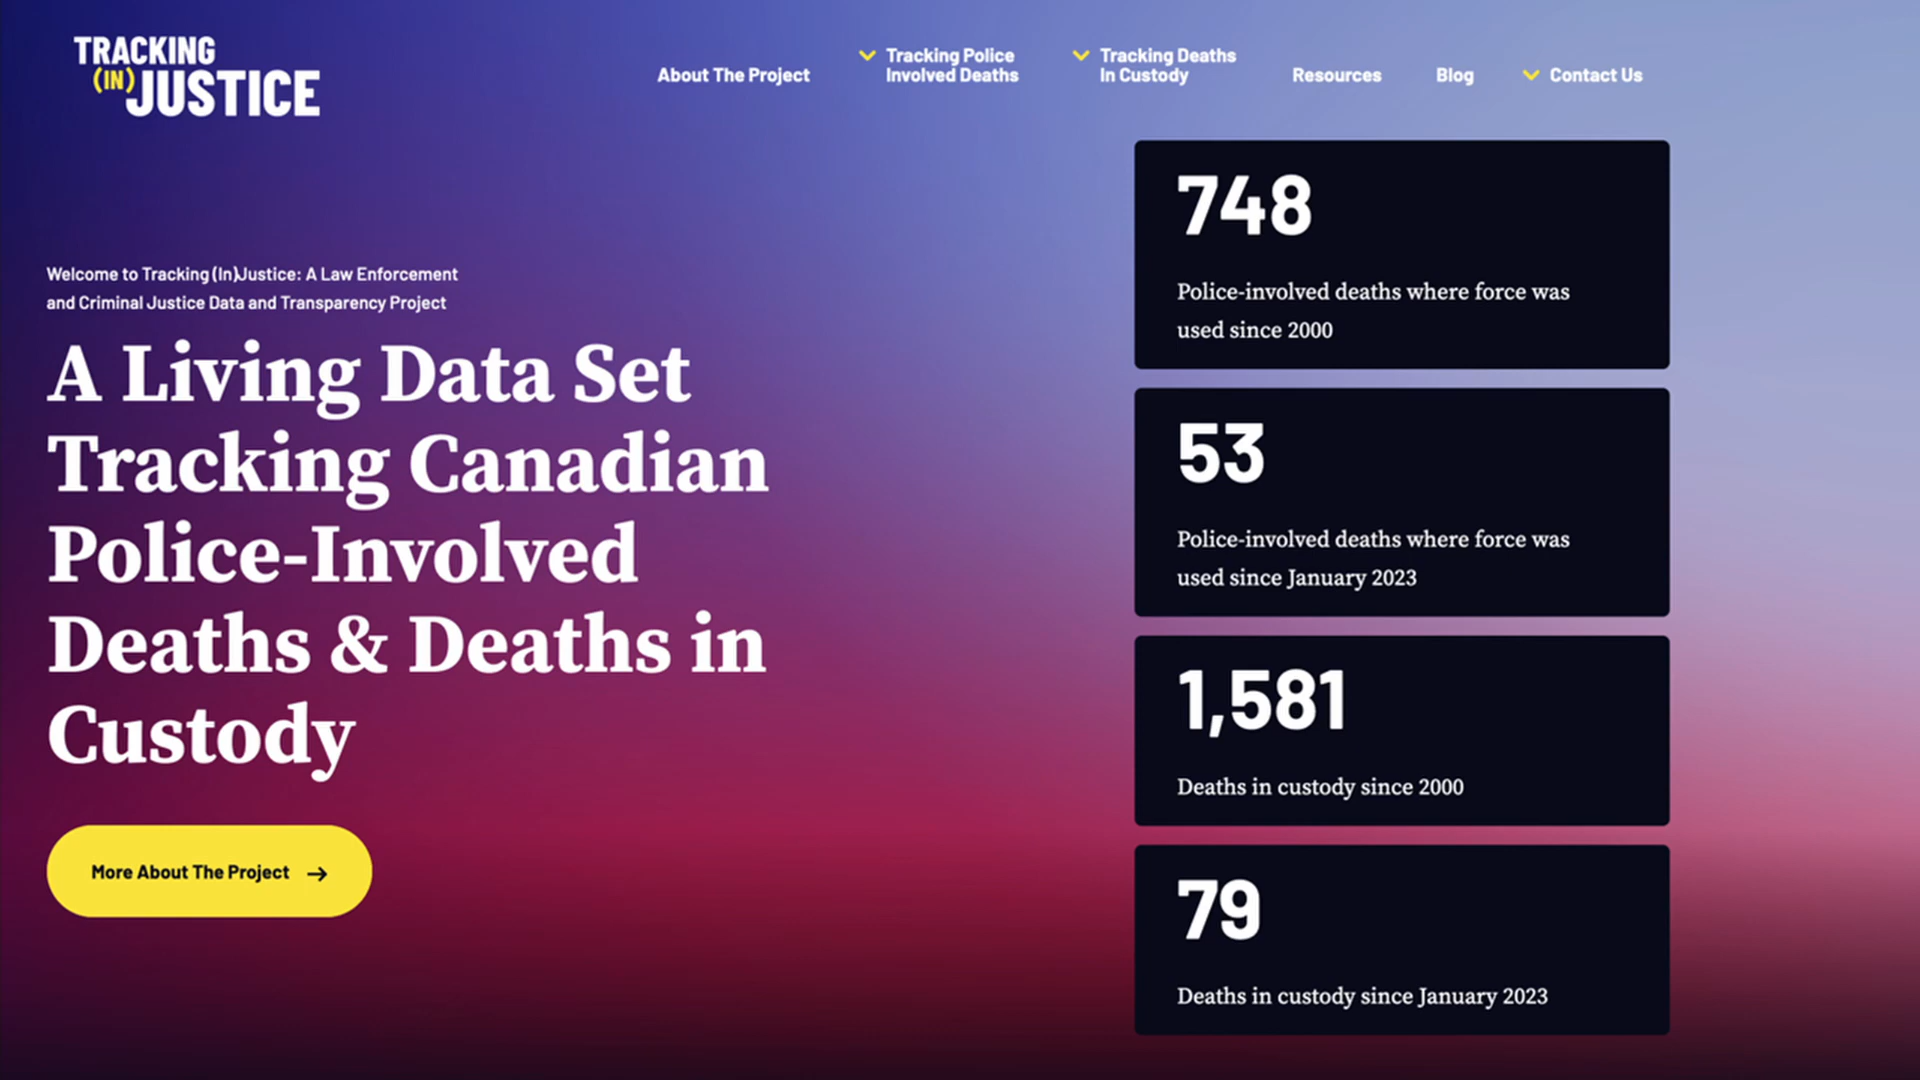 TRACKING
(IN)JUSTICE
About The Project
Tracking Police
Involved Deaths
Tracking Deaths
In Custody
Resources
Blog
Contact Us
Welcome to Tracking (In)Justice: A Law Enforcement
and Criminal Justice Data and Transparency Project
A Living Data Set
Tracking Canadian
Police-Involved
Deaths & Deaths in
Custody
More About The Project →
748
Police-involved deaths where force was
used since 2000
53
Police-involved deaths where force was
used since January 2023
1,581
Deaths in custody since 2000
79
Deaths in custody since January 2023